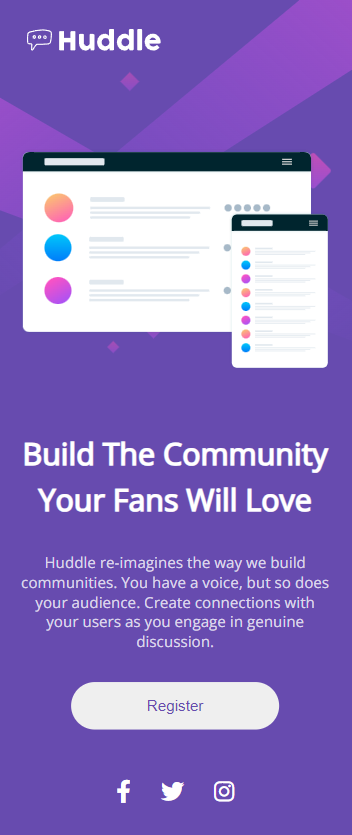 Huddle
Build The Community
Your Fans Will Love
Huddle re-imagines the way we build
communities. You have a voice, but so does
your audience. Create connections with
your users as you engage in genuine
discussion.
Register